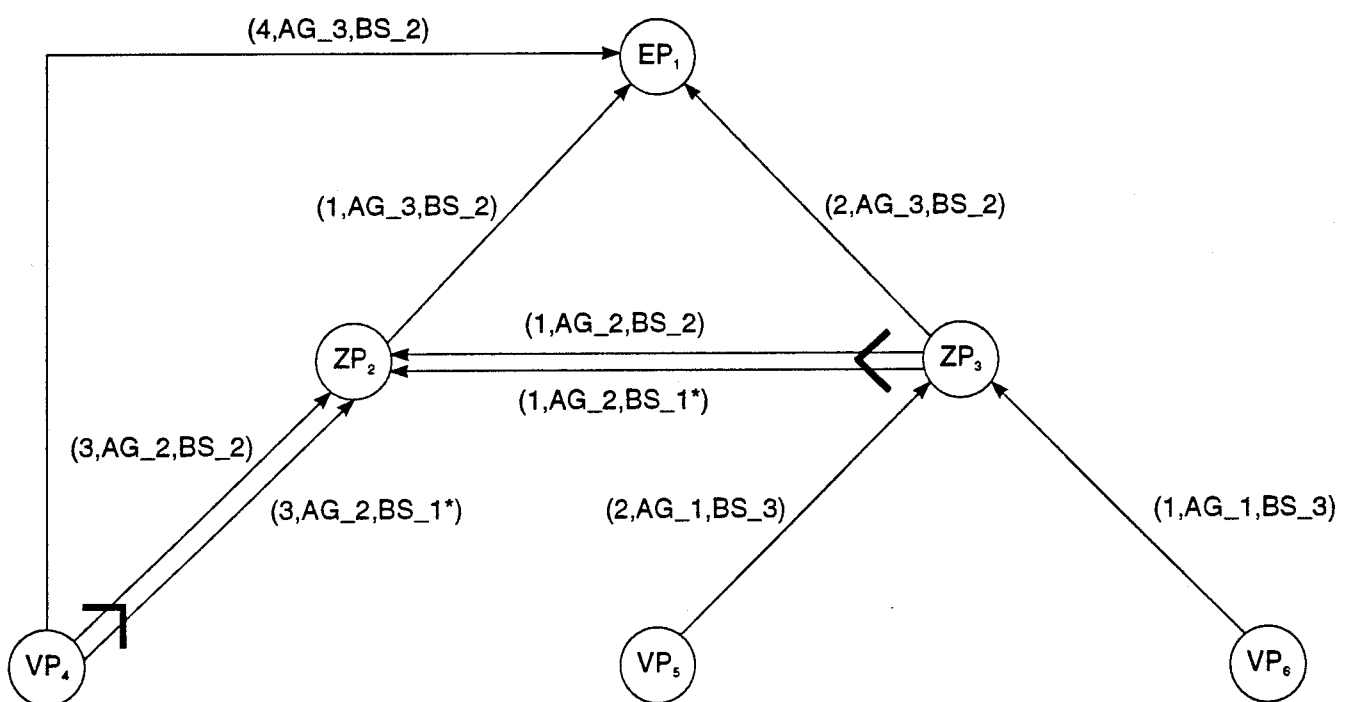 (4,AG_3,BS_2)
EP₁
(1,AG_3,BS_2)
(2,AG_3,BS_2)
(1,AG_2,BS_2)
ZP₂
ZP₃
(1,AG_2,BS_1*)
(3,AG_2,BS_2)
(3,AG_2,BS_1*)
(2,AG_1,BS_3)
(1,AG_1,BS_3)
VP₄
VP₅
VP₆